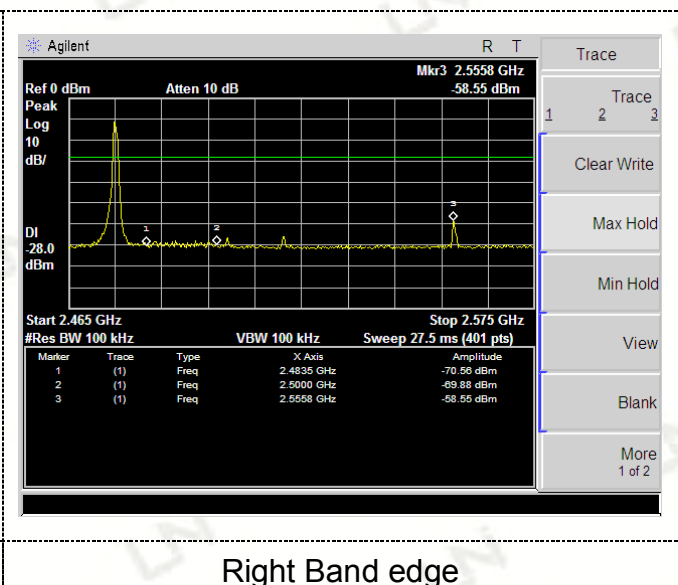 Agilent R T
Mkr3 2.5558 GHz
Ref 0 dBm Atten 10 dB -58.55 dBm
Peak
Log
10
dB/
DI
-28.0
dBm
1
2
3
Start 2.465 GHz Stop 2.575 GHz
#Res BW 100 kHz VBW 100 kHz Sweep 27.5 ms (401 pts)
Marker Trace Type X Axis Amplitude
1 (1) Freq 2.4835 GHz -70.56 dBm
2 (1) Freq 2.5000 GHz -69.88 dBm
3 (1) Freq 2.5558 GHz -58.55 dBm
Trace
Trace
1 2 3
Clear Write
Max Hold
Min Hold
View
Blank
More
1 of 2
Right Band edge